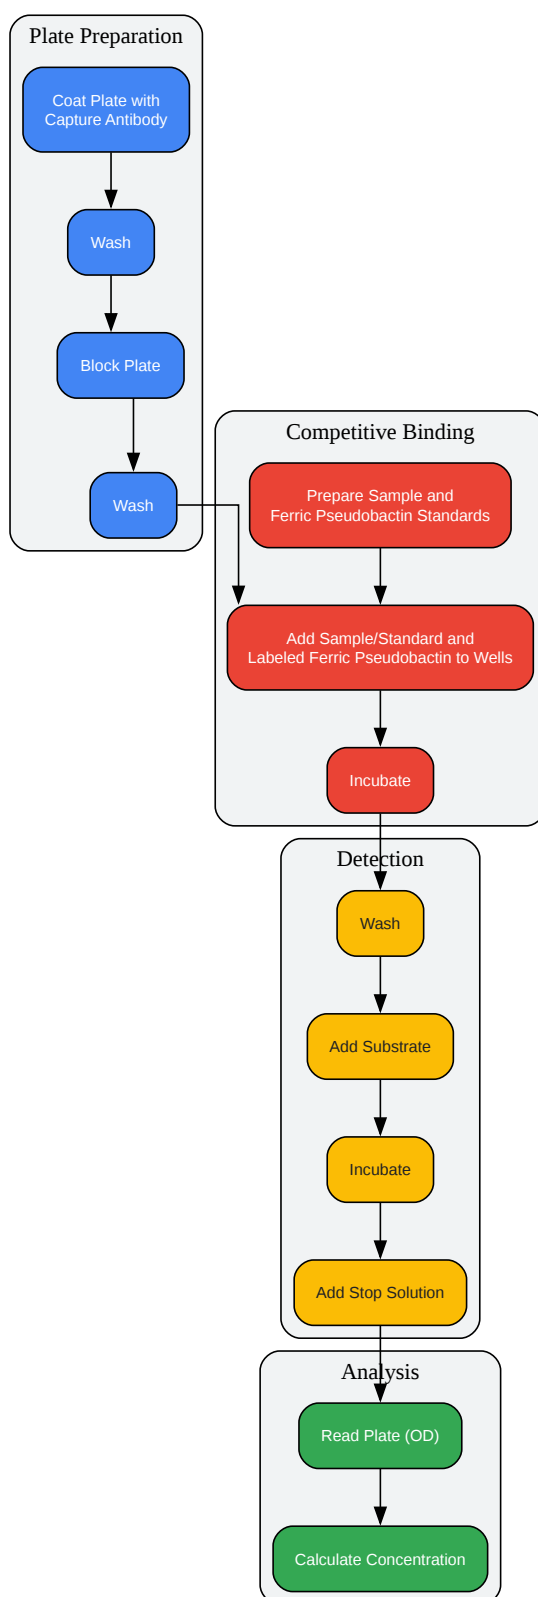 Plate Preparation
Coat Plate with
Capture Antibody
Wash
Block Plate
Wash
Competitive Binding
Prepare Sample and
Ferric Pseudobactin Standards
Add Sample/Standard and
Labeled Ferric Pseudobactin to Wells
Incubate
Detection
Wash
Add Substrate
Incubate
Add Stop Solution
Analysis
Read Plate (OD)
Calculate Concentration